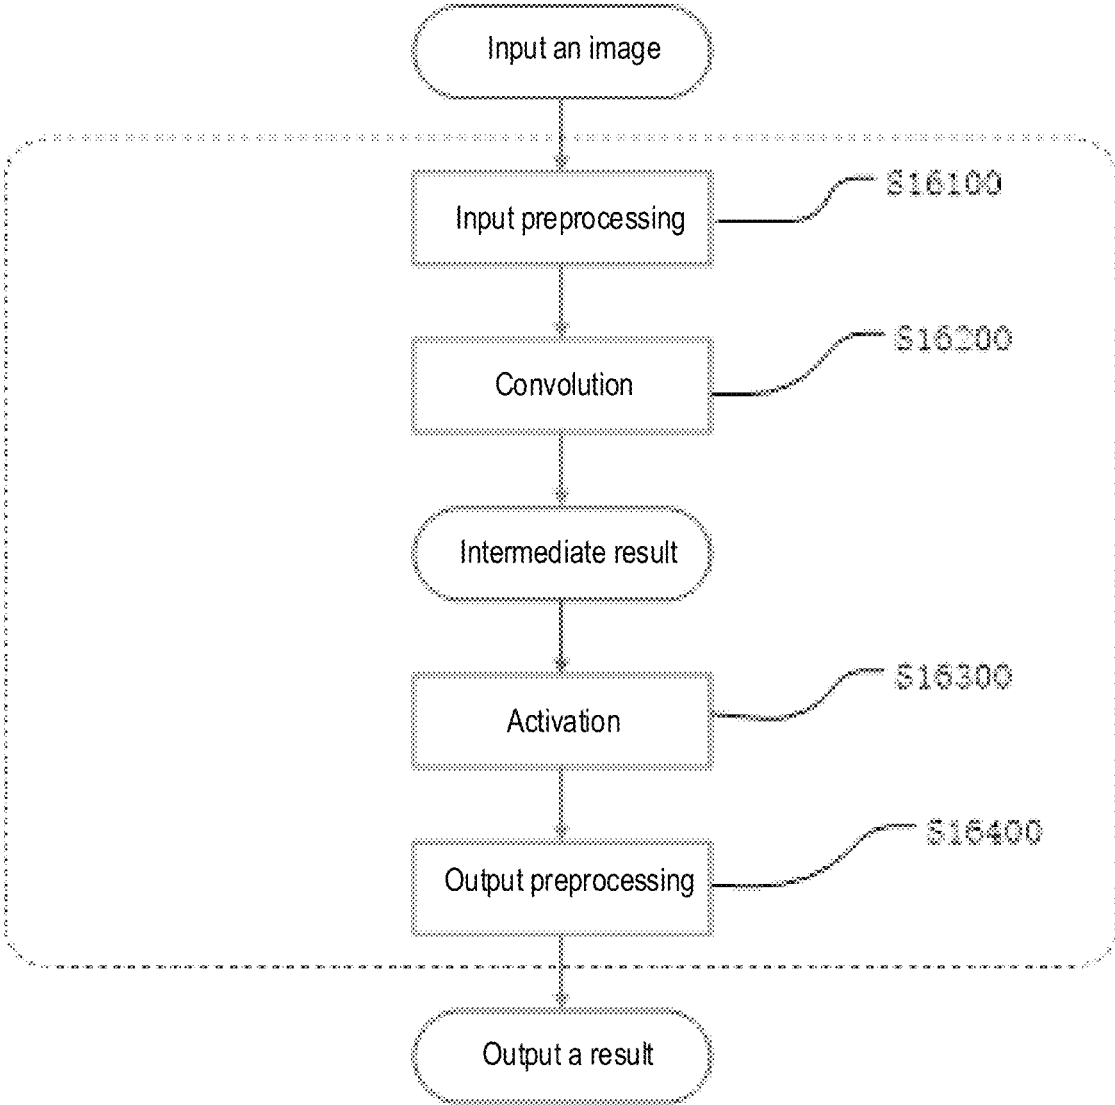 Input an image
Input preprocessing
S16100
Convolution
S16200
Intermediate result
Activation
S16300
Output preprocessing
S16400
Output a result